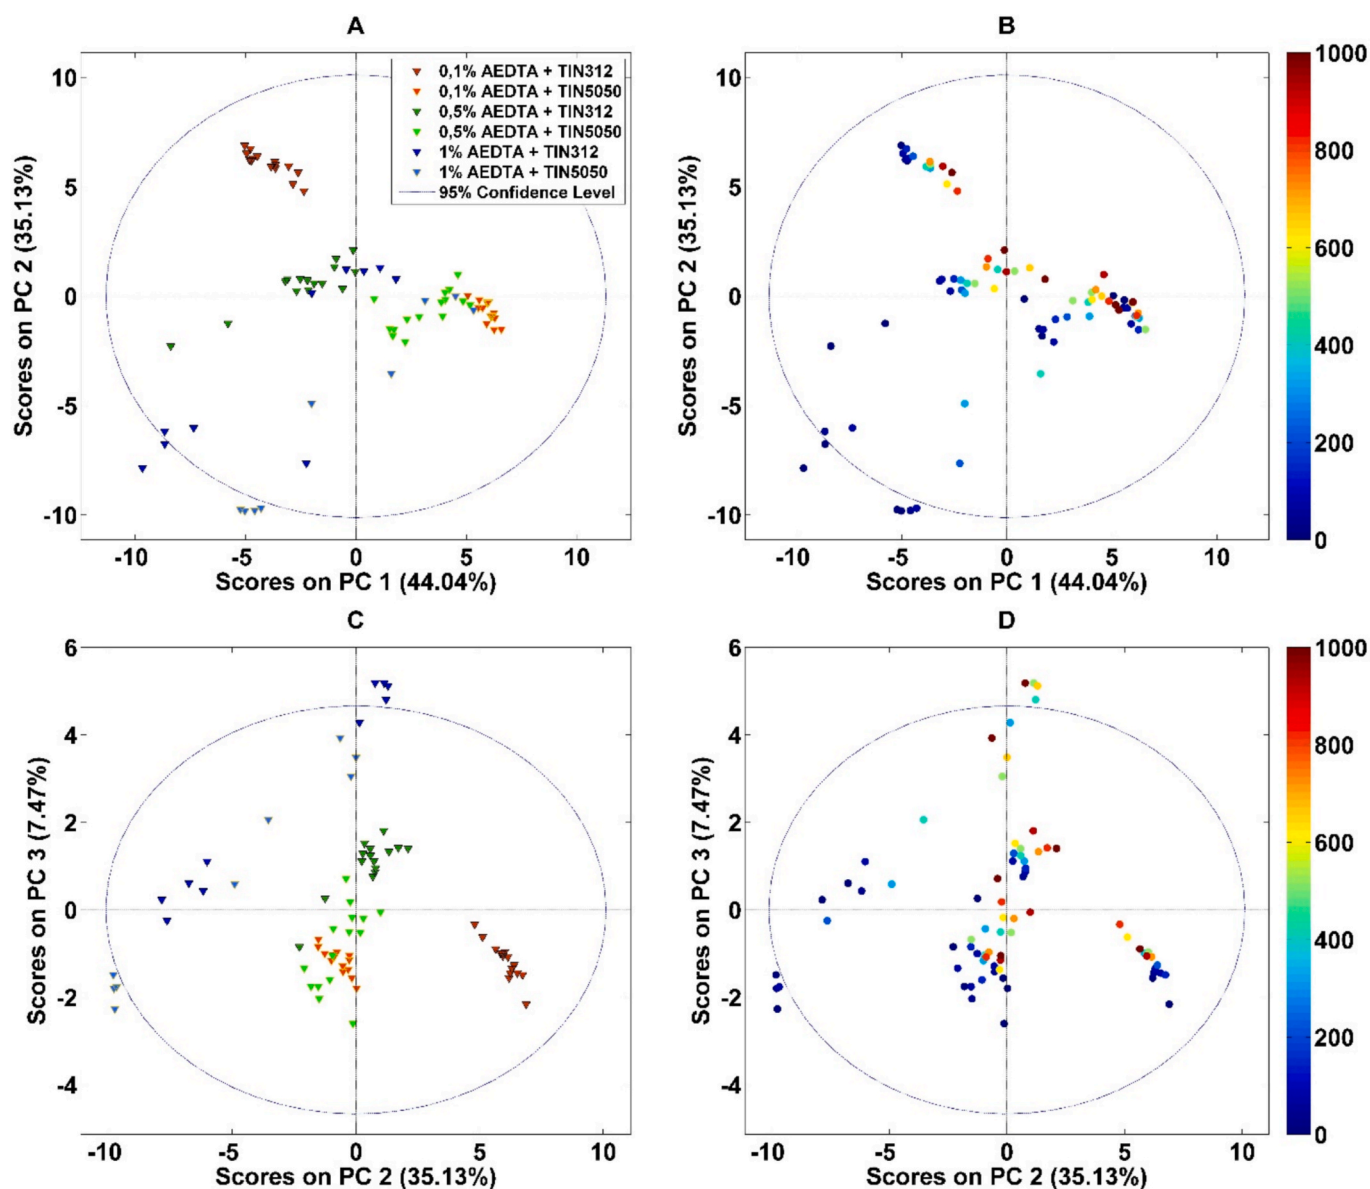 A
Scores on PC 2 (35.13%)
10
5
0
-5
-10
0,1% AEDTA + TIN312
0,1% AEDTA + TIN5050
0,5% AEDTA + TIN312
0,5% AEDTA + TIN5050
1% AEDTA + TIN312
1% AEDTA + TIN5050
95% Confidence Level
-10 -5 0 5 10
Scores on PC 1 (44.04%)
B
Scores on PC 2 (35.13%)
10
5
0
-5
-10
-10 -5 0 5 10
Scores on PC 1 (44.04%)
1000
800
600
400
200
0
C
Scores on PC 3 (7.47%)
6
4
2
0
-2
-4
-10 -5 0 5 10
Scores on PC 2 (35.13%)
D
Scores on PC 3 (7.47%)
6
4
2
0
-2
-4
-10 -5 0 5 10
Scores on PC 2 (35.13%)
1000
800
600
400
200
0